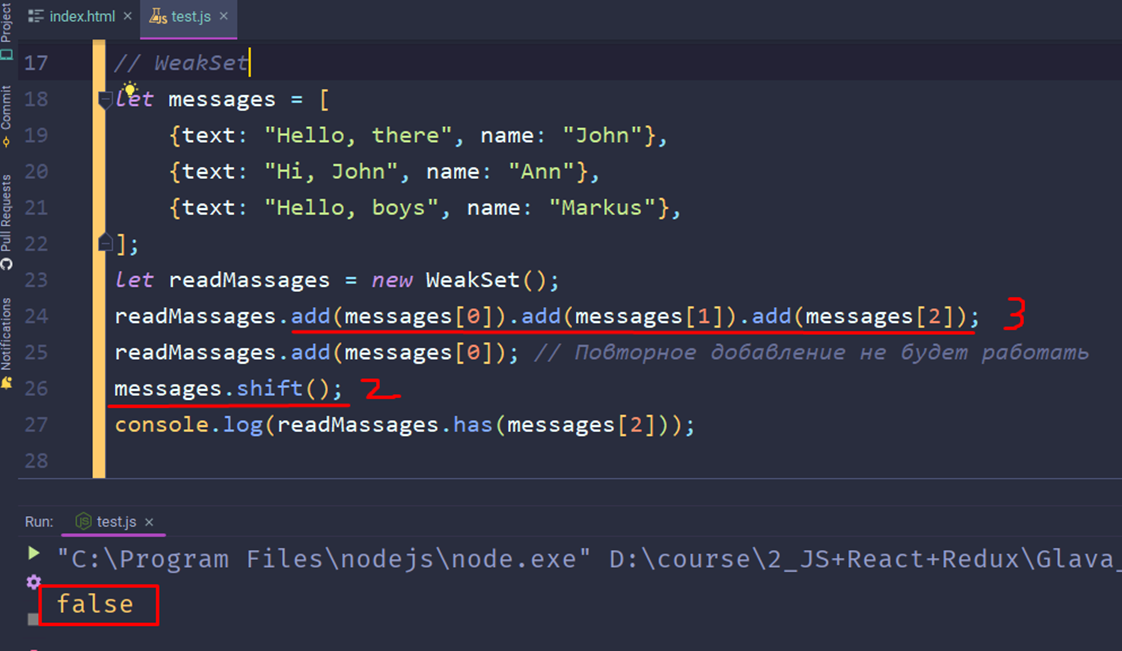 index.html × test.js ×
Project
Commit
Pull Requests
Notifications
17 // WeakSet
18 let messages = [
19 {text: "Hello, there", name: "John"},
20 {text: "Hi, John", name: "Ann"},
21 {text: "Hello, boys", name: "Markus"},
22 ];
23 let readMassages = new WeakSet();
24 readMassages.add(messages[0]).add(messages[1]).add(messages[2]); 3
25 readMassages.add(messages[0]); // Повторное добавление не будет работать
26 messages.shift(); 2
27 console.log(readMassages.has(messages[2]));
28
Run: test.js ×
"C:\Program Files\nodejs\node.exe" D:\course\2_JS+React+Redux\Glava_
false